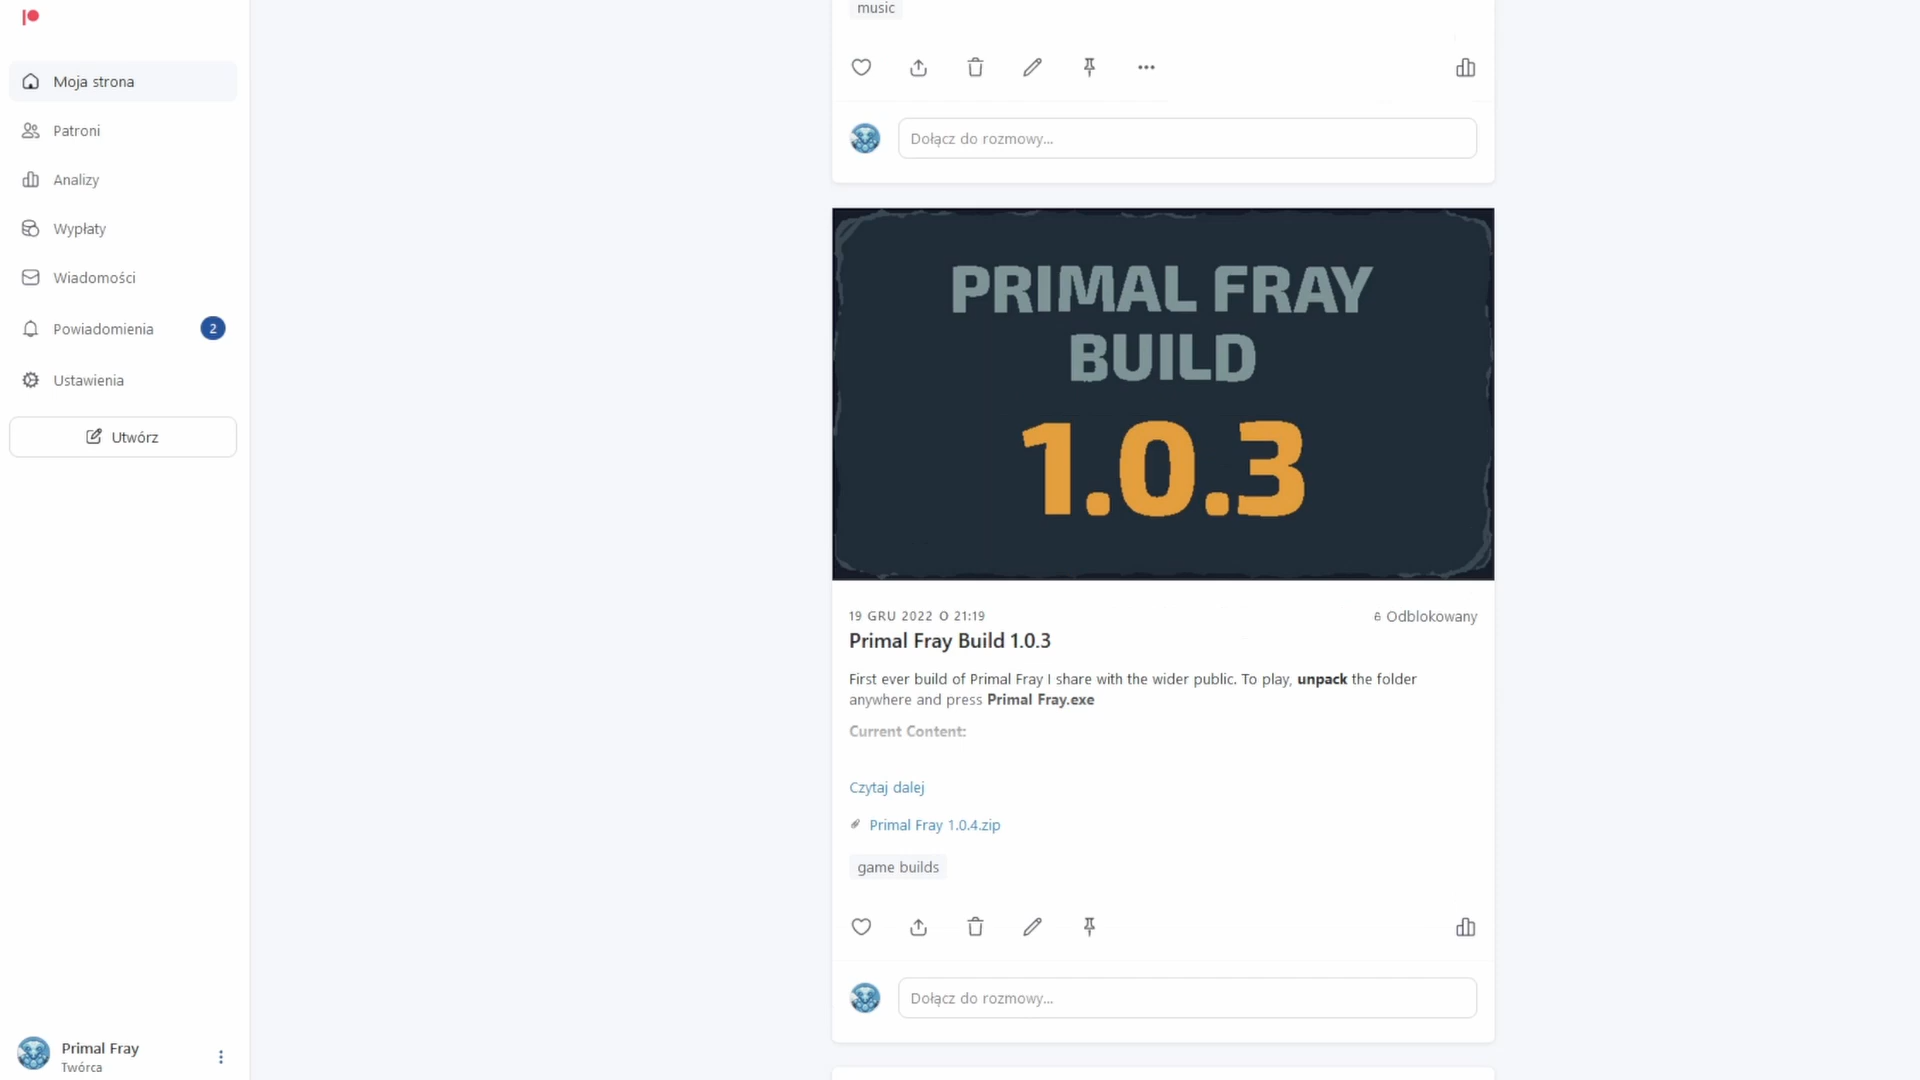 Moja strona
Patroni
Analizy
Wypłaty
Wiadomości
Powiadomienia 2
Ustawienia
Utwórz
Primal Fray
Twórca
music
Dołącz do rozmowy...
PRIMAL FRAY
BUILD
1.0.3
19 GRU 2022 O 21:19
Odblokowany
Primal Fray Build 1.0.3
First ever build of Primal Fray I share with the wider public. To play, unpack the folder
anywhere and press Primal Fray.exe
Current Content:
Czytaj dalej
Primal Fray 1.0.4.zip
game builds
Dołącz do rozmowy...